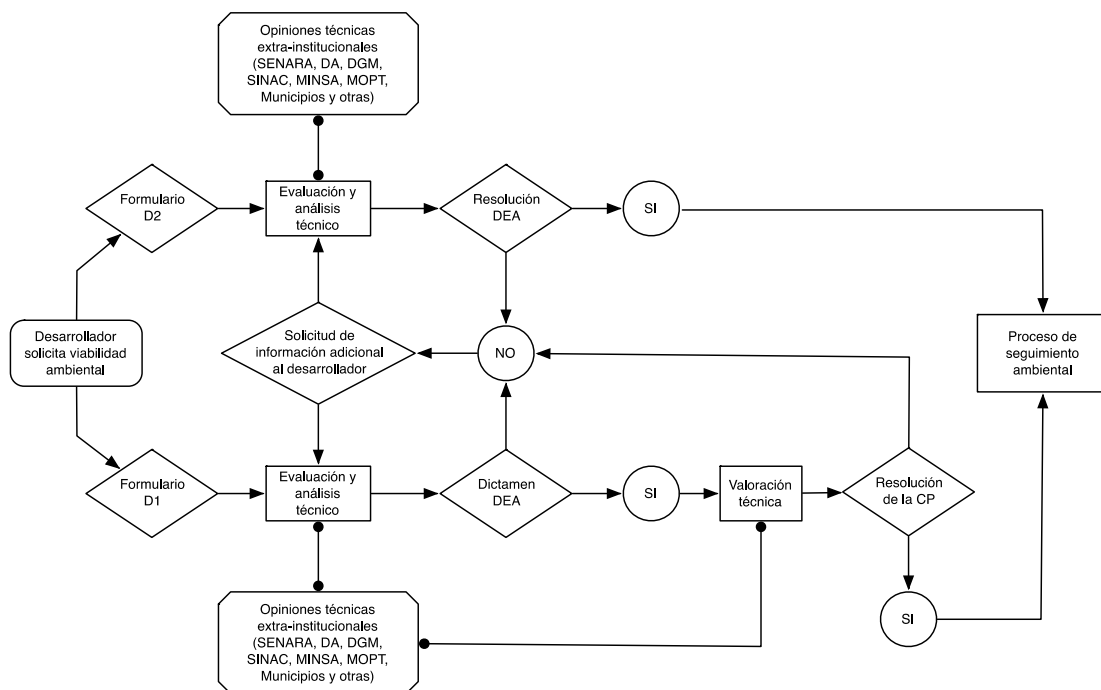 Opiniones técnicas
extra-institucionales
(SENARA, DA, DGM,
SINAC, MINSA, MOPT,
Municipios y otras)
Formulario
D2
Evaluación y
análisis
técnico
Resolución
DEA
SI
Desarrollador
solicita viabilidad
ambiental
Solicitud de
información adicional
al desarrollador
NO
Proceso de
seguimiento
ambiental
Formulario
D1
Evaluación y
análisis
técnico
Dictamen
DEA
SI
Valoración
técnica
Resolución
de la CP
SI
Opiniones técnicas
extra-institucionales
(SENARA, DA, DGM,
SINAC, MINSA, MOPT,
Municipios y otras)